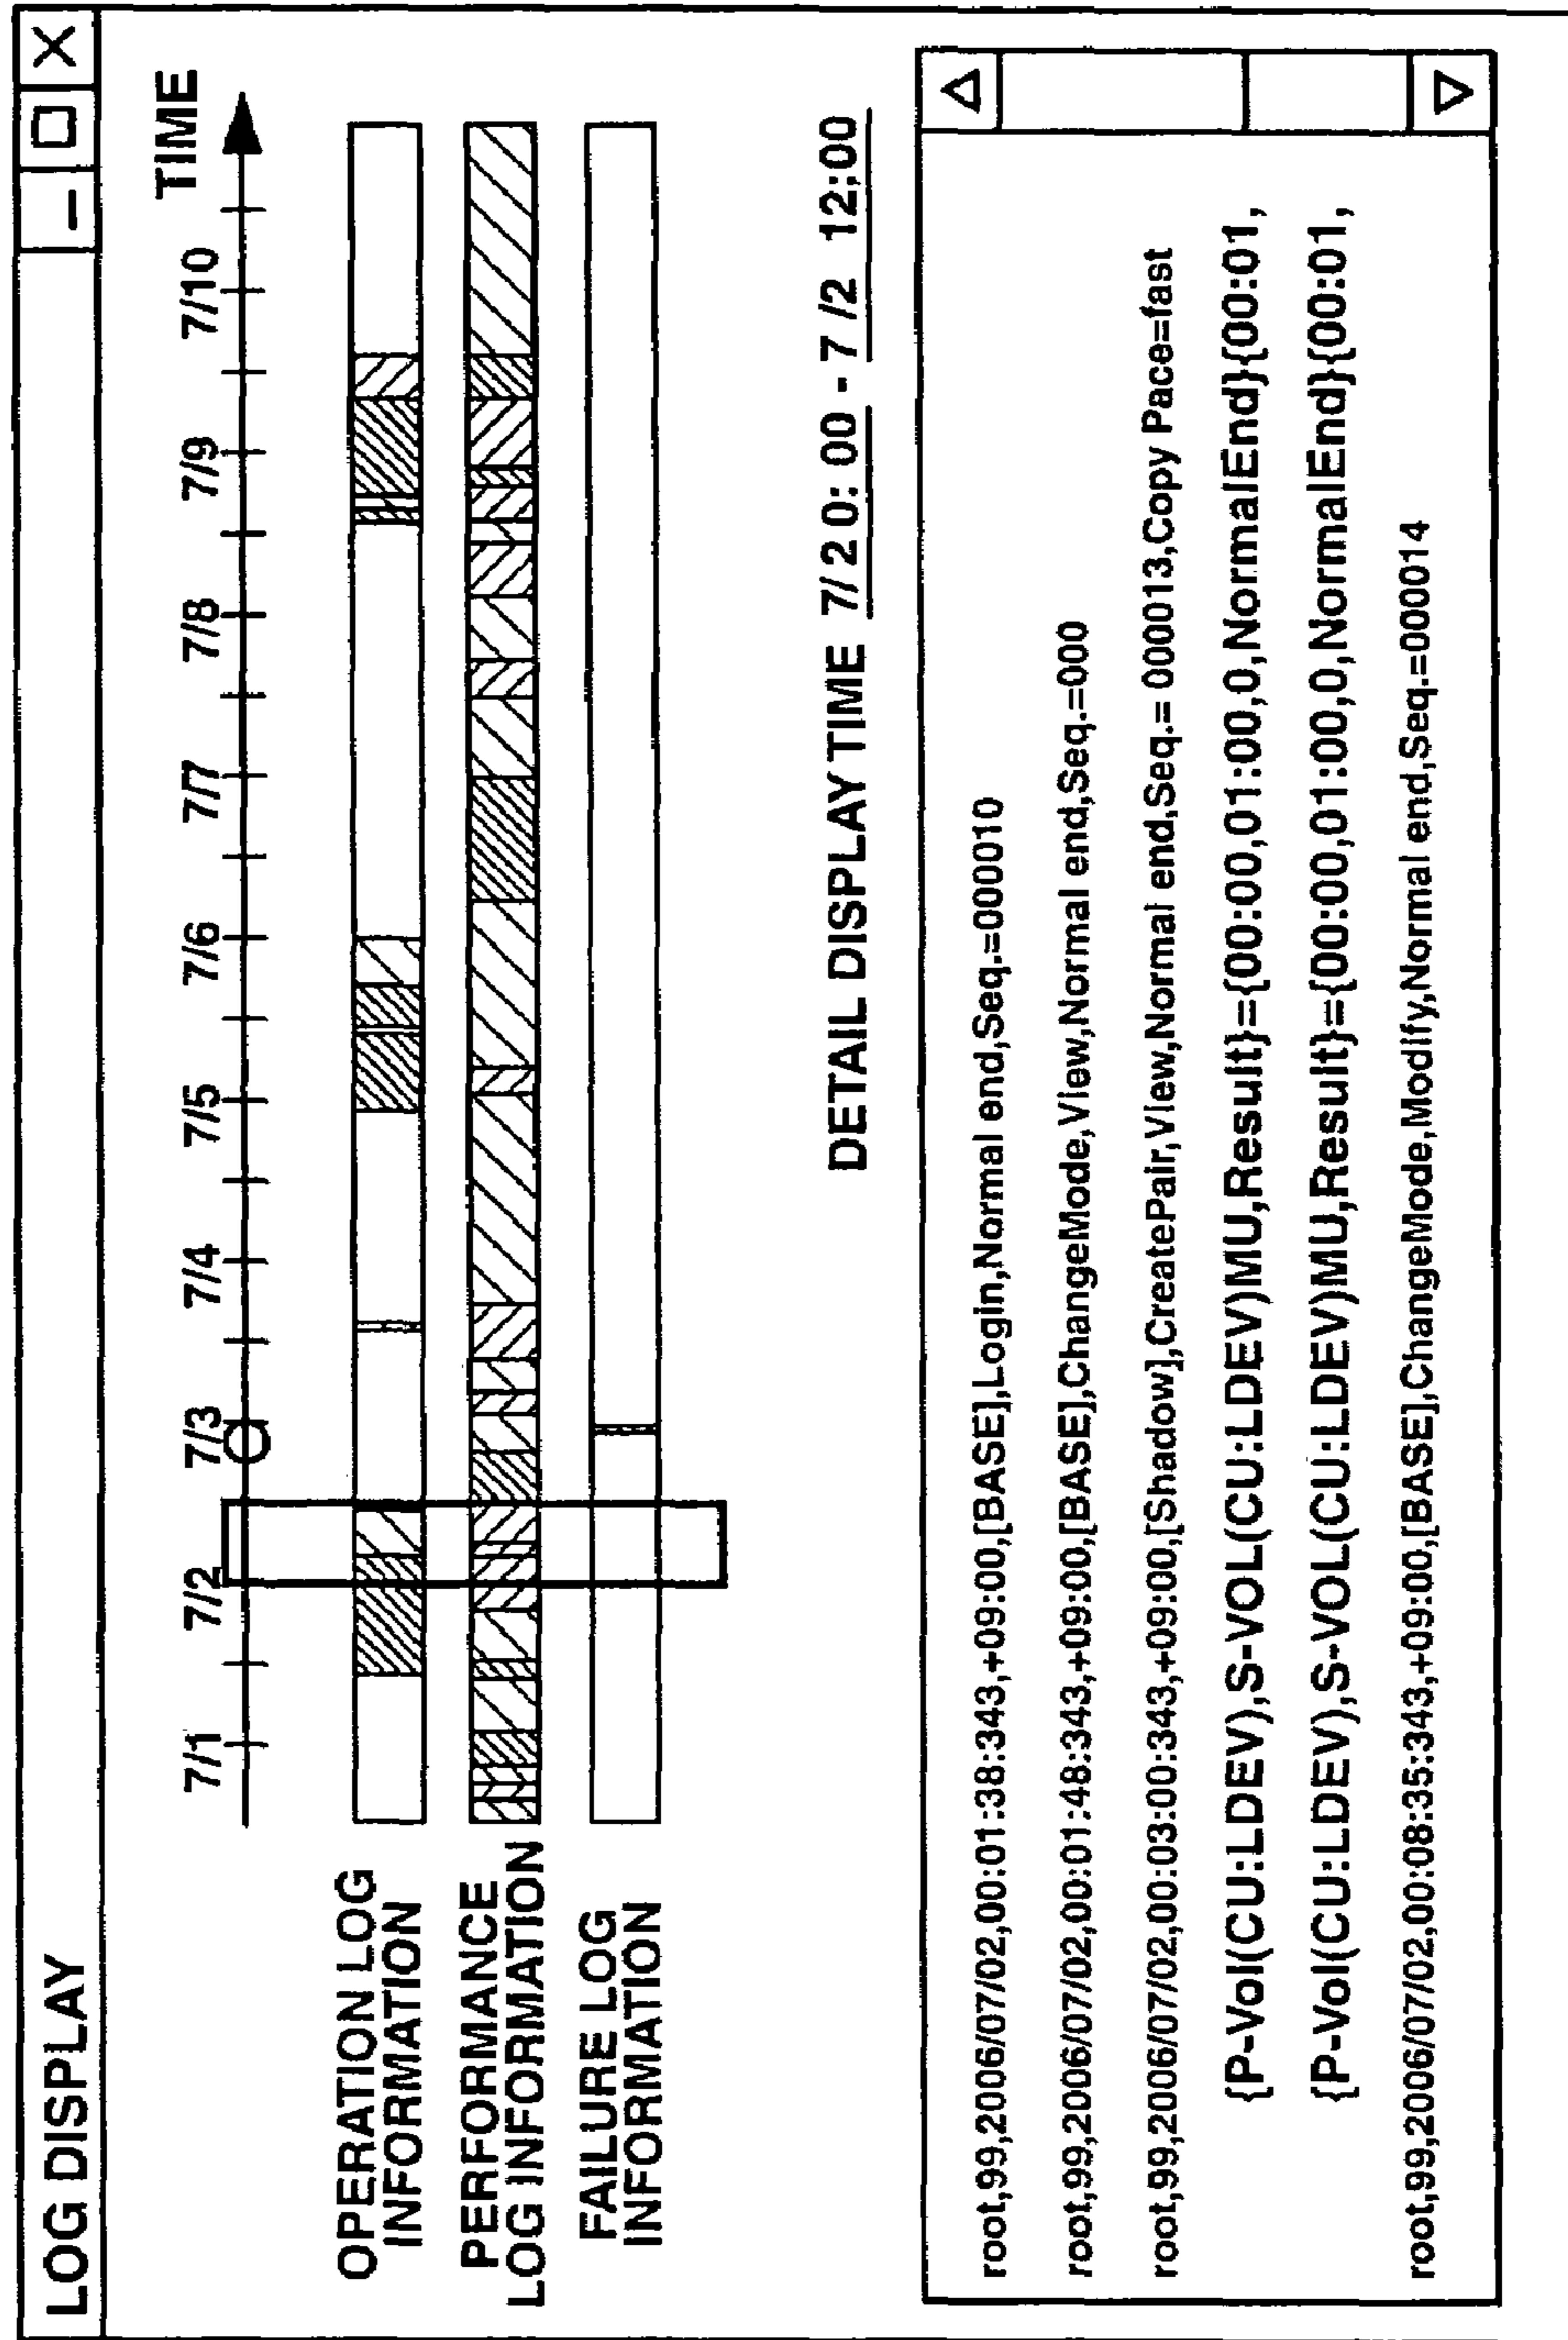 LOG DISPLAY
TIME
7/1 7/2 7/3 7/4 7/5 7/6 7/7 7/8 7/9 7/10
OPERATION LOG
INFORMATION
PERFORMANCE
LOG INFORMATION
FAILURE LOG
INFORMATION
DETAIL DISPLAY TIME 7/2 0:00 - 7/2 12:00
root,99,2006/07/02,00:01:38:343,+09:00,[BASE],Login,Normal end,Seq.=000010
root,99,2006/07/02,00:01:48:343,+09:00,[BASE],ChangeMode,View,Normal end,Seq.=000
root,99,2006/07/02,00:03:00:343,+09:00,[Shadow],CreatePair,View,Normal end,Seq.= 000013,Copy Pace=fast
{P-Vol(CU:LDEV),S-VOL(CU:LDEV)MU,Result}={00:00,01:00,0,NormalEnd}{00:01,
{P-Vol(CU:LDEV),S-VOL(CU:LDEV)MU,Result}={00:00,01:00,0,NormalEnd}{00:01,
root,99,2006/07/02,00:08:35:343,+09:00,[BASE],ChangeMode,Modify,Normal end,Seq.=000014